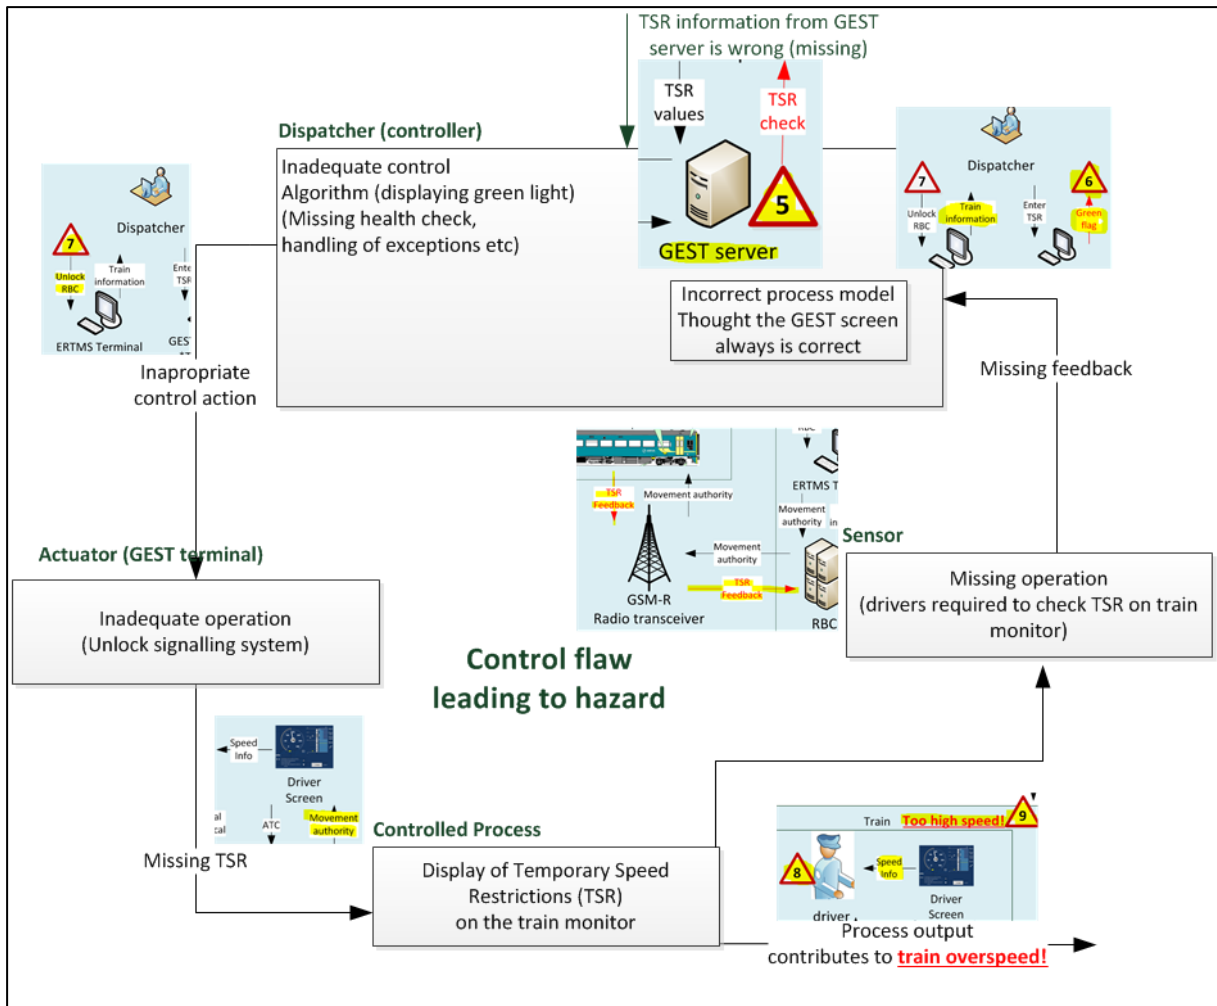 TSR information from GEST
server is wrong (missing)
TSR
values
TSR
check
5
GEST server
Dispatcher (controller)
Inadequate control
Algorithm (displaying green light)
(Missing health check,
handling of exceptions etc)
Incorrect process model
Thought the GEST screen
always is correct
Dispatcher
7
6
Unlock
RBC
Train
information
Enter
TSR
Green
flag
Dispatcher
7
Unlock
RBC
Train
information
Enter
TSR
ERTMS Terminal
GES
Inapropriate
control action
Missing feedback
TSR
Feedback
Movement authority
ERTMS T
Movement
authority
in
Movement
authority
TSR
Feedback
GSM-R
Radio transceiver
RBC
Sensor
Missing operation
(drivers required to check TSR on train
monitor)
Actuator (GEST terminal)
Inadequate operation
(Unlock signalling system)
Control flaw
leading to hazard
Speed
Info
Driver
Screen
al
cal
ATC
Movement
authority
Missing TSR
Controlled Process
Display of Temporary Speed
Restrictions (TSR)
on the train monitor
Train
Too high speed!
9
8
Speed
Info
driver
Driver
Screen
Process output
contributes to train overspeed!